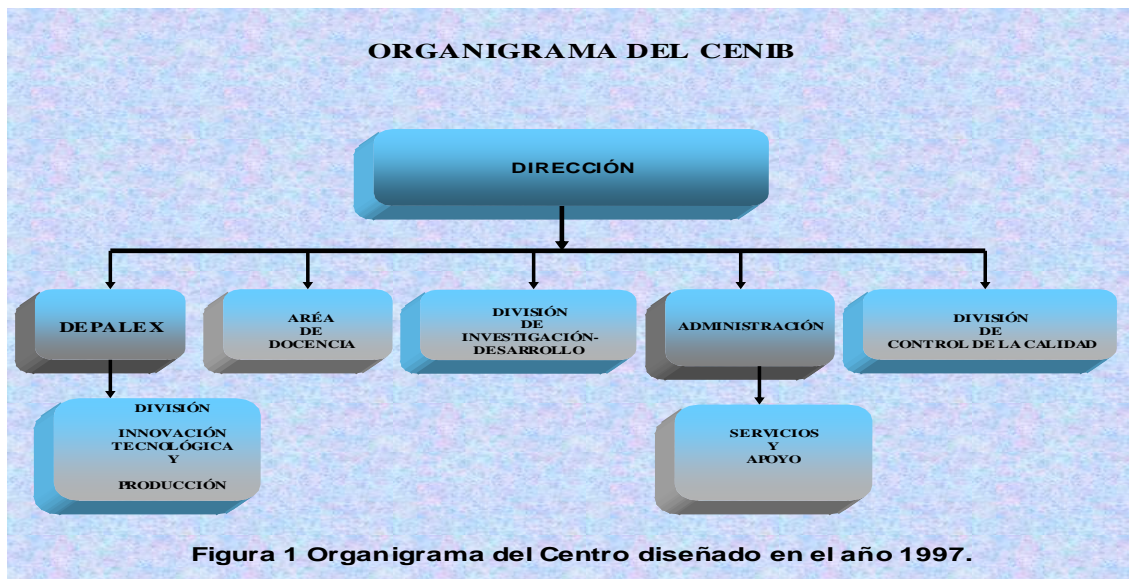 ORGANIGRAMA DEL CENIB
DIRECCIÓN
DEPALEX
ARÉA
DE
DOCENCIA
DIVISIÓN
DE
INVESTIGACIÓN-
DESARROLLO
ADMINISTRACIÓN
DIVISIÓN
DE
CONTROL DE LA CALIDAD
DIVISIÓN
INNOVACIÓN
TECNOLÓGICA
Y
PRODUCCIÓN
SERVICIOS
Y
APOYO
Figura 1 Organigrama del Centro diseñado en el año 1997.